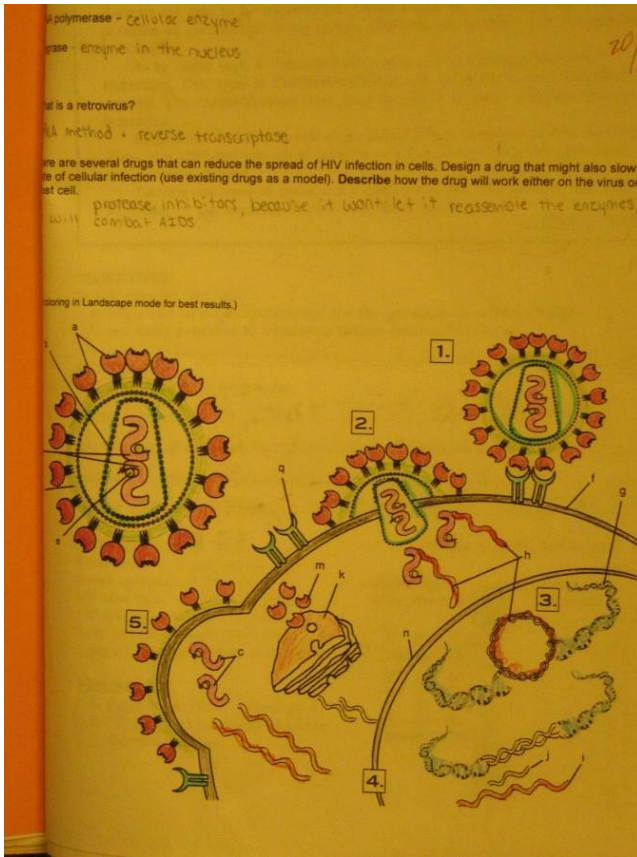 polymerase - cellular enzyme
grase - enzyme in the nucleus
20/
at is a retrovirus?
method • reverse transcriptase
ere are several drugs that can reduce the spread of HIV infection in cells. Design a drug that might also slow
te of cellular infection (use existing drugs as a model). Describe how the drug will work either on the virus or
st cell.
protease inhibitors, because it wont let it reassemble the enzymes,
will combat AIDS
oloring in Landscape mode for best results.)
a
1.
2.
q
f
g
h
m
k
3.
e
5.
n
c
4.
j
i